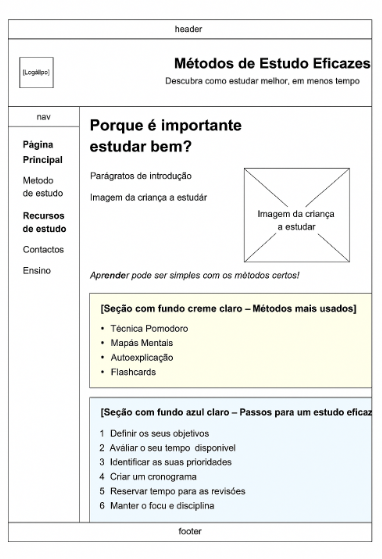 header
[Logálipo]
Métodos de Estudo Eficazes
Descubra como estudar melhor, em menos tempo
nav
Página
Principal
Metodo
de estudo
Recursos
de estudo
Contactos
Ensino
Porque é importante
estudar bem?
Parágratos de introdução
Imagem da criança a estudár
Imagem da criança
a estudar
Aprender pode ser simples com os métodos certos!
[Seção com fundo creme claro – Métodos mais usados]
• Técnica Pomodoro
• Mapás Mentais
• Autoexplicação
• Flashcards
[Seção com fundo azul claro – Passos para um estudo eficaz
1 Definir os seus objetivos
2 Aváliar o seu tempo disponivel
3 Identificar as suas prioridades
4 Criar um cronograma
5 Reservar tempo para as revisóes
6 Manter o focu e disciplina
footer